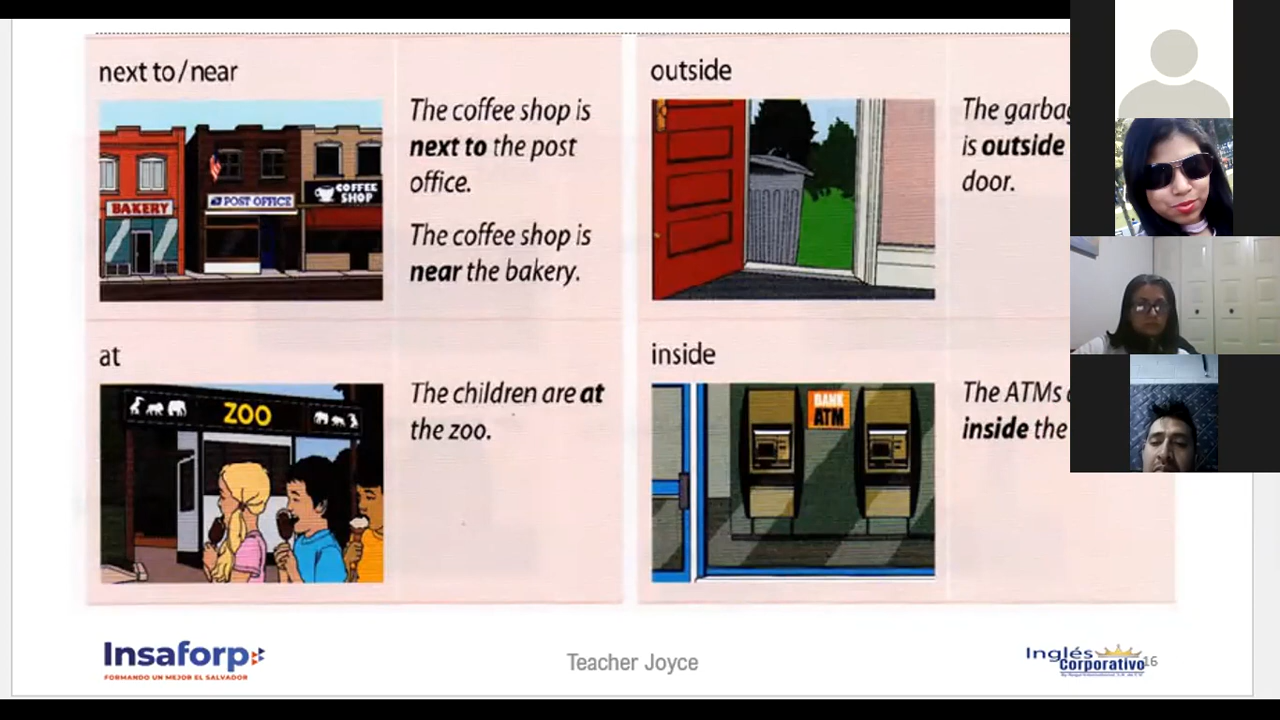 next to/near
BAKERY
POST OFFICE
COFFEE
SHOP
The coffee shop is
next to the post
office.
The coffee shop is
near the bakery.
outside
The garbag
is outside
door.
at
ZOO
The children are at
the zoo.
inside
BANK
ATM
The ATMs
inside the
Insaforp
FORMANDO UN MEJOR EL SALVADOR
Teacher Joyce
Inglés
Corporativo
16